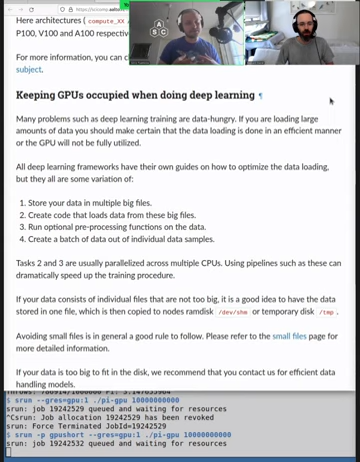 https://scicomp.aalto.
Here architectures ( compute_XX
P100, V100 and A100 respectiv
For more information, you can c
subject.
A
S C
Keeping GPUs occupied when doing deep learning ¶
Many problems such as deep learning training are data-hungry. If you are loading large
amounts of data you should make certain that the data loading is done in an efficient manner
or the GPU will not be fully utilized.
All deep learning frameworks have their own guides on how to optimize the data loading,
but they all are some variation of:
1. Store your data in multiple big files.
2. Create code that loads data from these big files.
3. Run optional pre-processing functions on the data.
4. Create a batch of data out of individual data samples.
Tasks 2 and 3 are usually parallelized across multiple CPUs. Using pipelines such as these can
dramatically speed up the training procedure.
If your data consists of individual files that are not too big, it is a good idea to have the data
stored in one file, which is then copied to nodes ramdisk /dev/shm or temporary disk /tmp .
Avoiding small files is in general a good rule to follow. Please refer to the small files page for
more detailed information.
If your data is too big to fit in the disk, we recommend that you contact us for efficient data
handling models.
$ srun --gres=gpu:1 ./pi-gpu 10000000000
srun: job 19242529 queued and waiting for resources
^Csrun: Job allocation 19242529 has been revoked
srun: Force Terminated JobId=19242529
$ srun -p gpushort --gres=gpu:1 ./pi-gpu 10000000000
srun: job 19242532 queued and waiting for resources